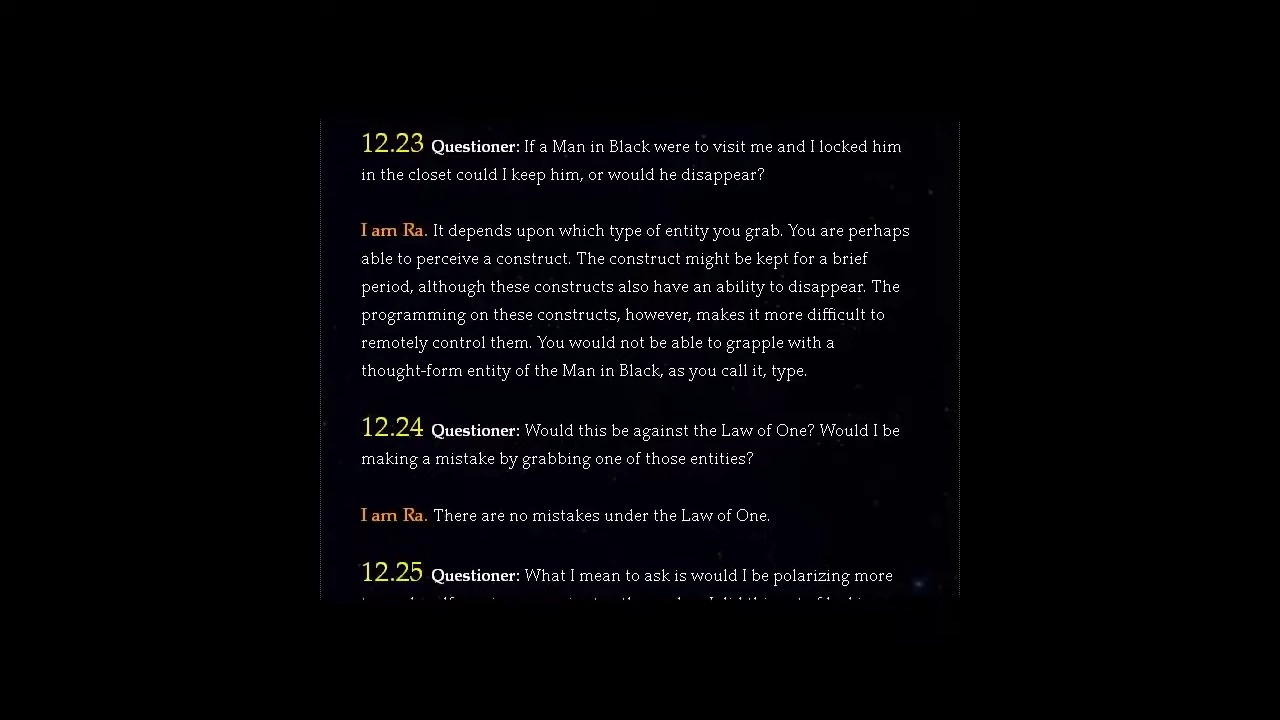 12.23 Questioner: If a Man in Black were to visit me and I locked him
in the closet could I keep him, or would he disappear?
I am Ra. It depends upon which type of entity you grab. You are perhaps
able to perceive a construct. The construct might be kept for a brief
period, although these constructs also have an ability to disappear. The
programming on these constructs, however, makes it more difficult to
remotely control them. You would not be able to grapple with a
thought-form entity of the Man in Black, as you call it, type.
12.24 Questioner: Would this be against the Law of One? Would I be
making a mistake by grabbing one of those entities?
I am Ra. There are no mistakes under the Law of One.
12.25 Questioner: What I mean to ask is would I be polarizing more